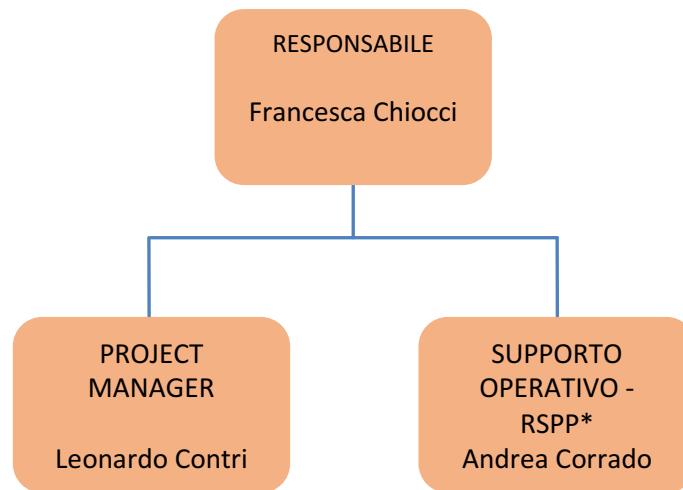 RESPONSABILE
Francesca Chiocci
PROJECT
MANAGER
Leonardo Contri
SUPPORTO
OPERATIVO -
RSPP*
Andrea Corrado